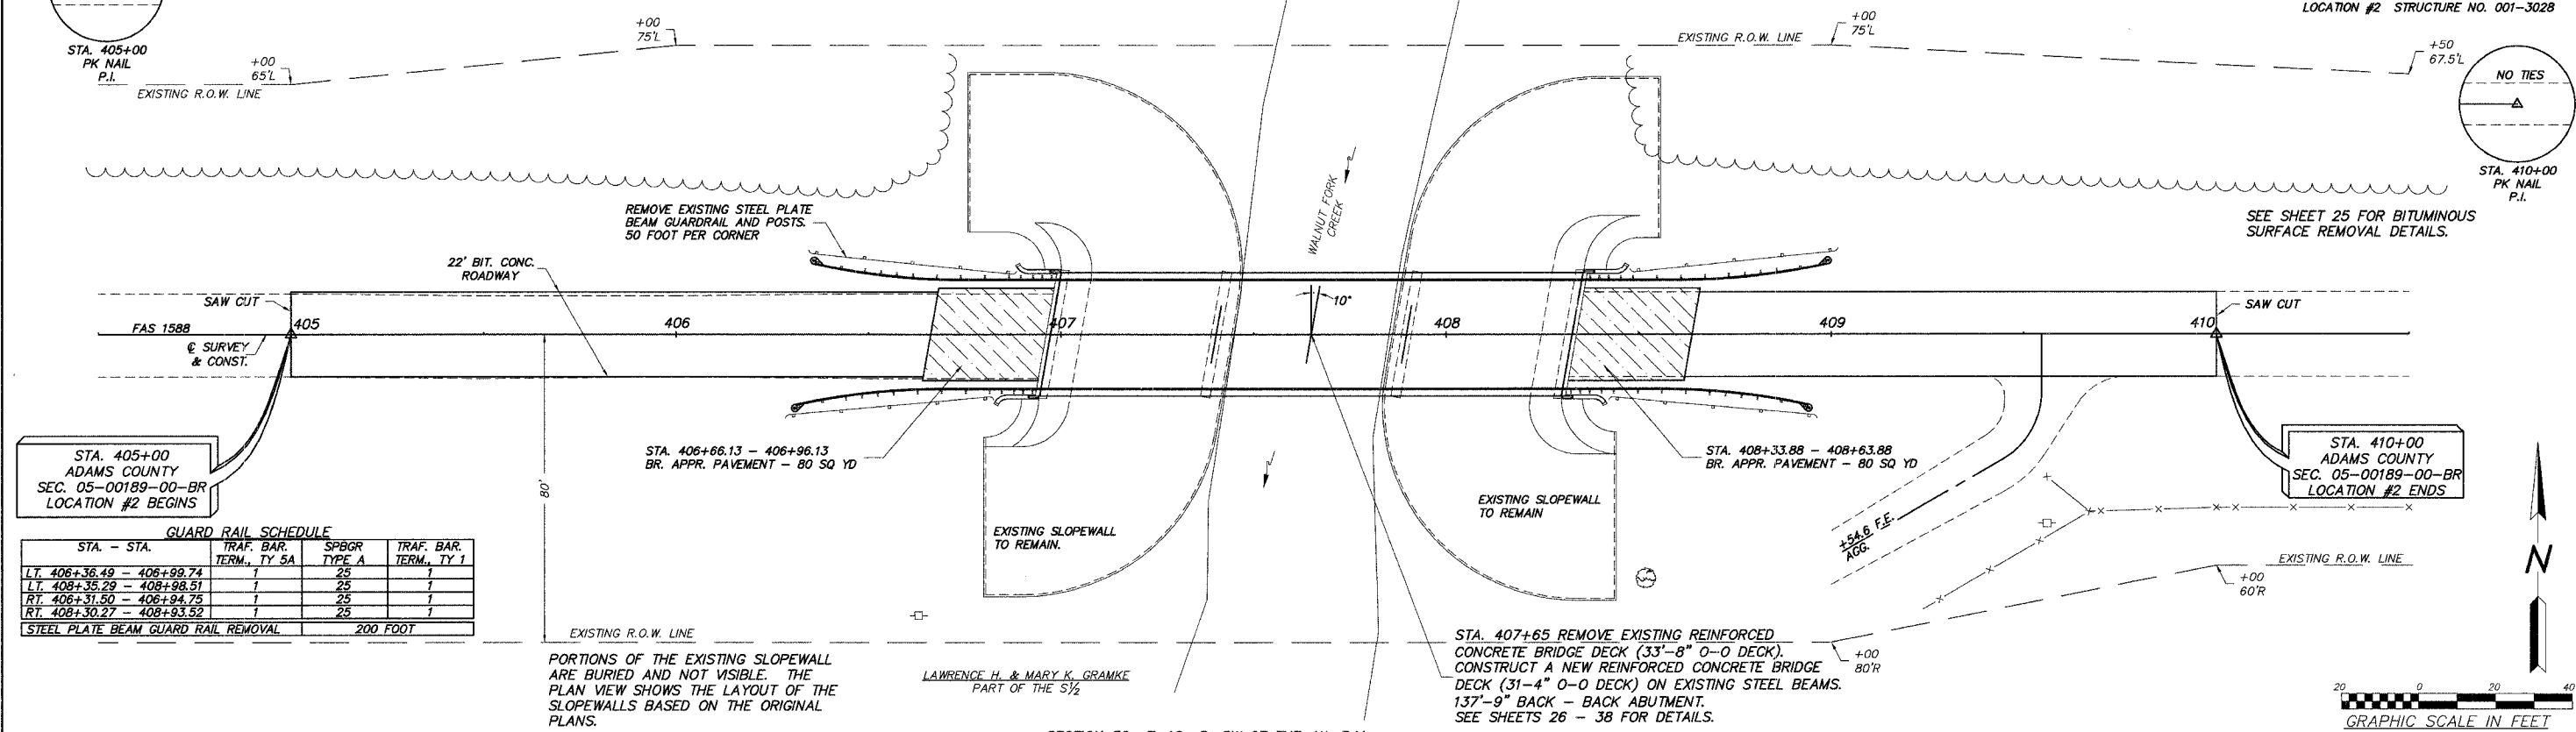 LOCATION #2 STRUCTURE NO. 001-3028
STA. 405+00
PK NAIL
P.I.
+00
65'L
EXISTING R.O.W. LINE
+00
75'L
EXISTING R.O.W. LINE
+00
75'L
+50
67.5'L
NO TIES
STA. 410+00
PK NAIL
P.I.
SEE SHEET 25 FOR BITUMINOUS
SURFACE REMOVAL DETAILS.
REMOVE EXISTING STEEL PLATE
BEAM GUARDRAIL AND POSTS.
50 FOOT PER CORNER
WALNUT FORK
CREEK
22' BIT. CONC.
ROADWAY
SAW CUT
10°
SAW CUT
FAS 1588
405
406
407
408
409
410
℄ SURVEY
& CONST.
80'
STA. 405+00
ADAMS COUNTY
SEC. 05-00189-00-BR
LOCATION #2 BEGINS
STA. 406+66.13 - 406+96.13
BR. APPR. PAVEMENT - 80 SQ YD
STA. 408+33.88 - 408+63.88
BR. APPR. PAVEMENT - 80 SQ YD
STA. 410+00
ADAMS COUNTY
SEC. 05-00189-00-BR
LOCATION #2 ENDS
EXISTING SLOPEWALL
TO REMAIN.
EXISTING SLOPEWALL
TO REMAIN
+54.6 F.E.
AGG.
GUARD RAIL SCHEDULE
STA. - STA. TRAF. BAR. TERM., TY 5A SPBGR TYPE A TRAF. BAR. TERM., TY 1
LT. 406+36.49 - 406+99.74 1 25 1
LT. 408+35.29 - 408+98.51 1 25 1
RT. 406+31.50 - 406+94.75 1 25 1
RT. 408+30.27 - 408+93.52 1 25 1
STEEL PLATE BEAM GUARD RAIL REMOVAL 200 FOOT
EXISTING R.O.W. LINE
PORTIONS OF THE EXISTING SLOPEWALL
ARE BURIED AND NOT VISIBLE. THE
PLAN VIEW SHOWS THE LAYOUT OF THE
SLOPEWALLS BASED ON THE ORIGINAL
PLANS.
LAWRENCE H. & MARY K. GRAMKE
PART OF THE S½
STA. 407+65 REMOVE EXISTING REINFORCED
CONCRETE BRIDGE DECK (33'-8" O-O DECK).
CONSTRUCT A NEW REINFORCED CONCRETE BRIDGE
DECK (31-4" O-O DECK) ON EXISTING STEEL BEAMS.
137'-9" BACK - BACK ABUTMENT.
SEE SHEETS 26 - 38 FOR DETAILS.
+00
80'R
EXISTING R.O.W. LINE
+00
60'R
N
20 0 20 40
GRAPHIC SCALE IN FEET